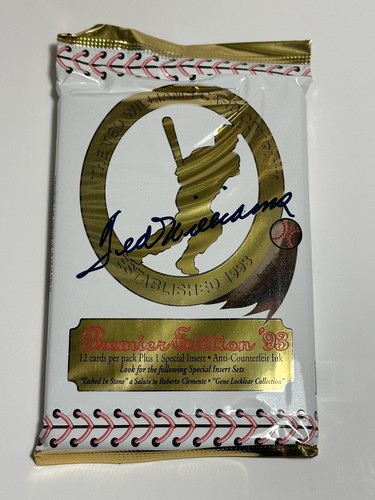 THE TED WILLIAMS CARD COMPANY
Ted Williams
ESTABLISHED 1993
Premier Edition '93
12 cards per pack Plus 1 Special Insert • Anti-Counterfeit Ink
Look for the following Special Insert Sets
"Etched In Stone" a Salute to Roberto Clemente • "Gene Locklear Collection"